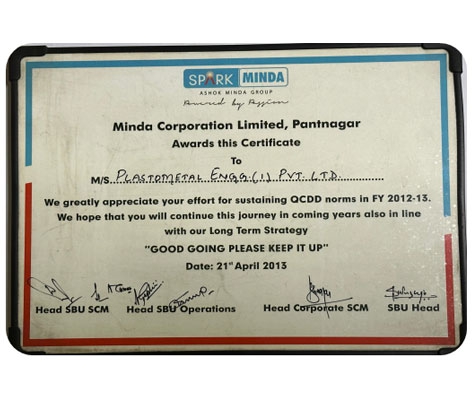 SPARK MINDA
ASHOK MINDA GROUP
Powered by Passion
Minda Corporation Limited, Pantnagar
Awards this Certificate
To
M/S. PLASTOMETAL ENGG.(I) PVT. LTD.
We greatly appreciate your effort for sustaining QCDD norms in FY 2012-13.
We hope that you will continue this journey in coming years also in line
with our Long Term Strategy
"GOOD GOING PLEASE KEEP IT UP"
Date: 21st April 2013
Head SBU SCM Head SBU Operations Head Corporate SCM SBU Head